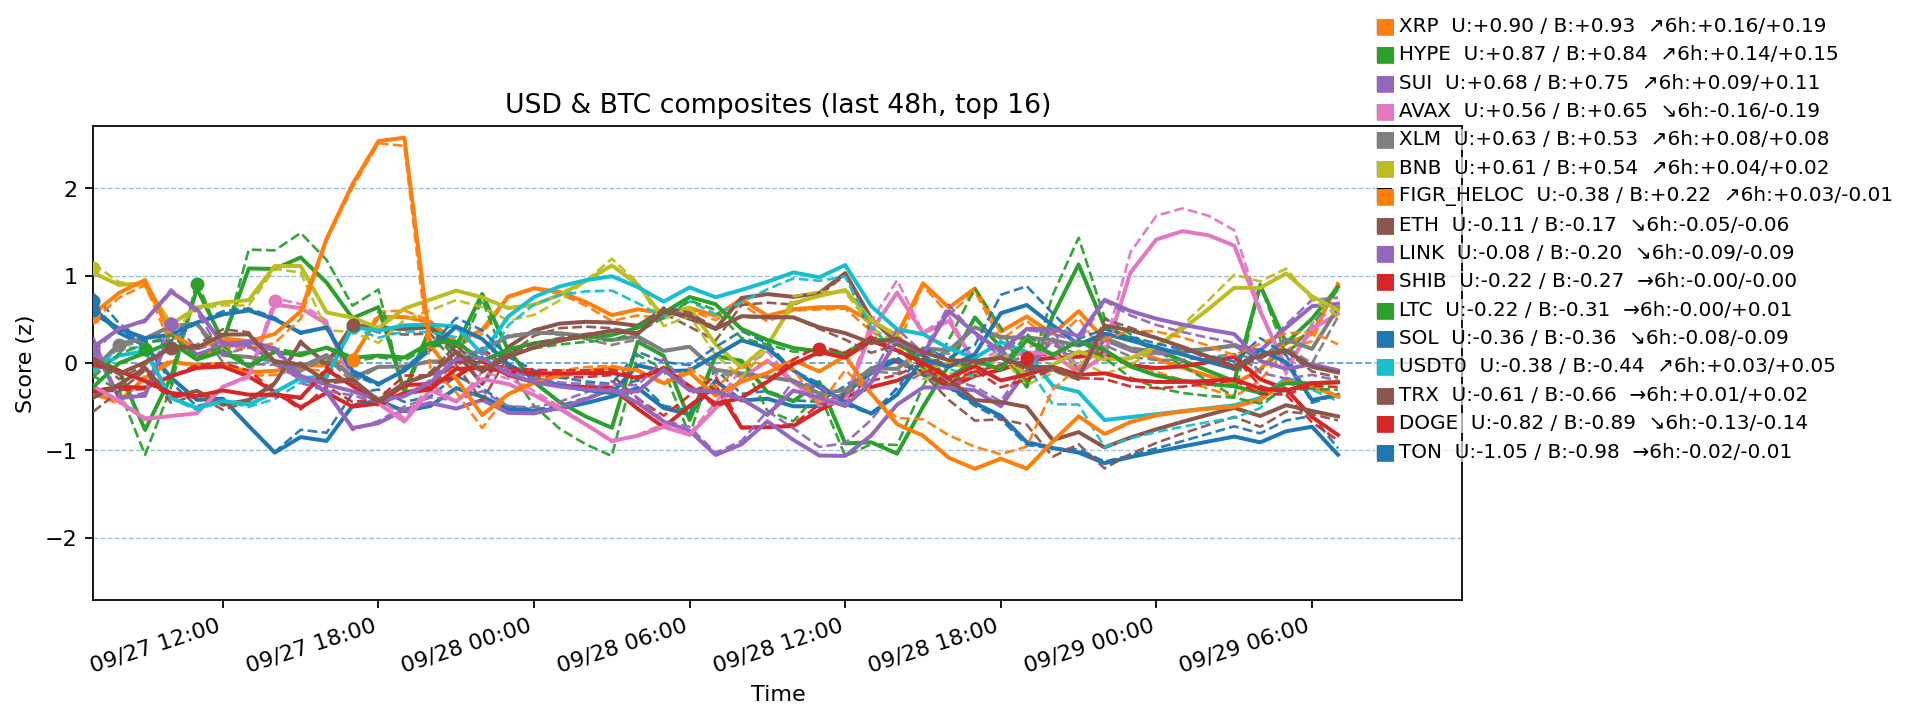 XRP  U:+0.90 / B:+0.93  ↗6h:+0.16/+0.19
HYPE  U:+0.87 / B:+0.84  ↗6h:+0.14/+0.15
SUI  U:+0.68 / B:+0.75  ↗6h:+0.09/+0.11
USD & BTC composites (last 48h, top 16)
AVAX  U:+0.56 / B:+0.65  ↘6h:-0.16/-0.19
XLM  U:+0.63 / B:+0.53  ↗6h:+0.08/+0.08
BNB  U:+0.61 / B:+0.54  ↗6h:+0.04/+0.02
FIGR_HELOC  U:-0.38 / B:+0.22  ↗6h:+0.03/-0.01
ETH  U:-0.11 / B:-0.17  ↘6h:-0.05/-0.06
LINK  U:-0.08 / B:-0.20  ↘6h:-0.09/-0.09
SHIB  U:-0.22 / B:-0.27  →6h:-0.00/-0.00
LTC  U:-0.22 / B:-0.31  →6h:-0.00/+0.01
SOL  U:-0.36 / B:-0.36  ↘6h:-0.08/-0.09
USDT0  U:-0.38 / B:-0.44  ↗6h:+0.03/+0.05
TRX  U:-0.61 / B:-0.66  →6h:+0.01/+0.02
DOGE  U:-0.82 / B:-0.89  ↘6h:-0.13/-0.14
TON  U:-1.05 / B:-0.98  →6h:-0.02/-0.01
Score (z)
2
1
0
−1
−2
09/27 12:00
09/27 18:00
09/28 00:00
09/28 06:00
09/28 12:00
09/28 18:00
09/29 00:00
09/29 06:00
Time